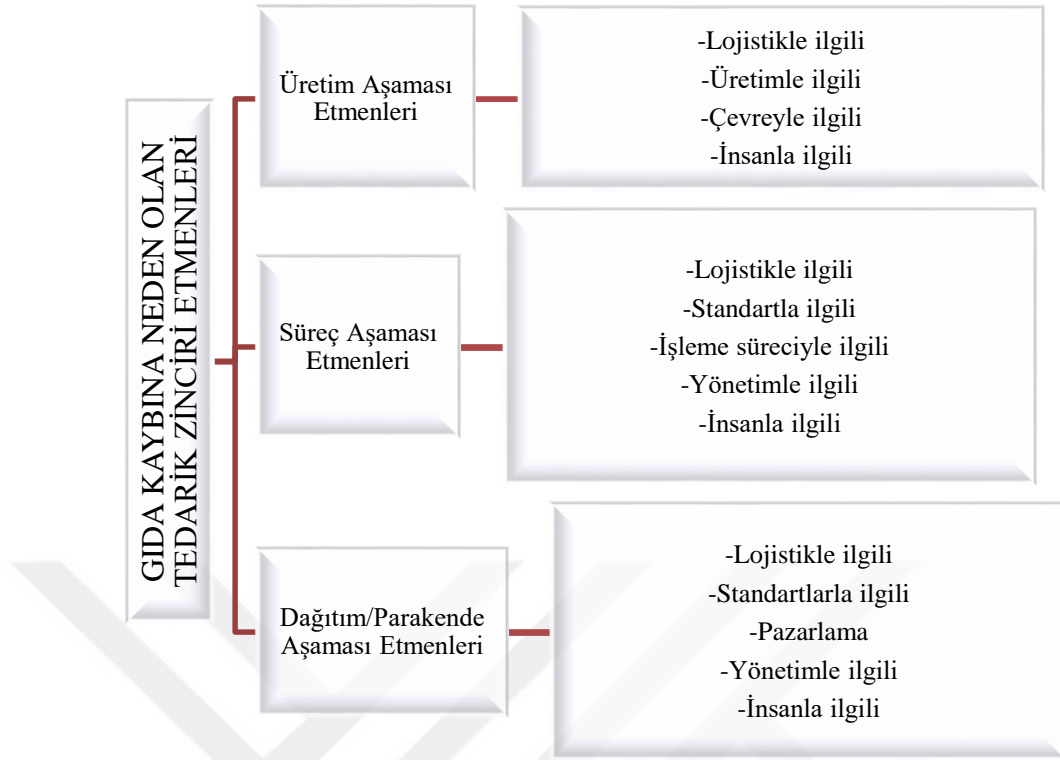 GIDA KAYBINA NEDEN OLAN
TEDARİK ZİNCİRİ ETMENLERİ
Üretim Aşaması
Etmenleri
-Lojistikle ilgili
-Üretimle ilgili
-Çevreyle ilgili
-İnsanla ilgili
Süreç Aşaması
Etmenleri
-Lojistikle ilgili
-Standartla ilgili
-İşleme süreciyle ilgili
-Yönetimle ilgili
-İnsanla ilgili
Dağıtım/Parakende
Aşaması Etmenleri
-Lojistikle ilgili
-Standartlarla ilgili
-Pazarlama
-Yönetimle ilgili
-İnsanla ilgili